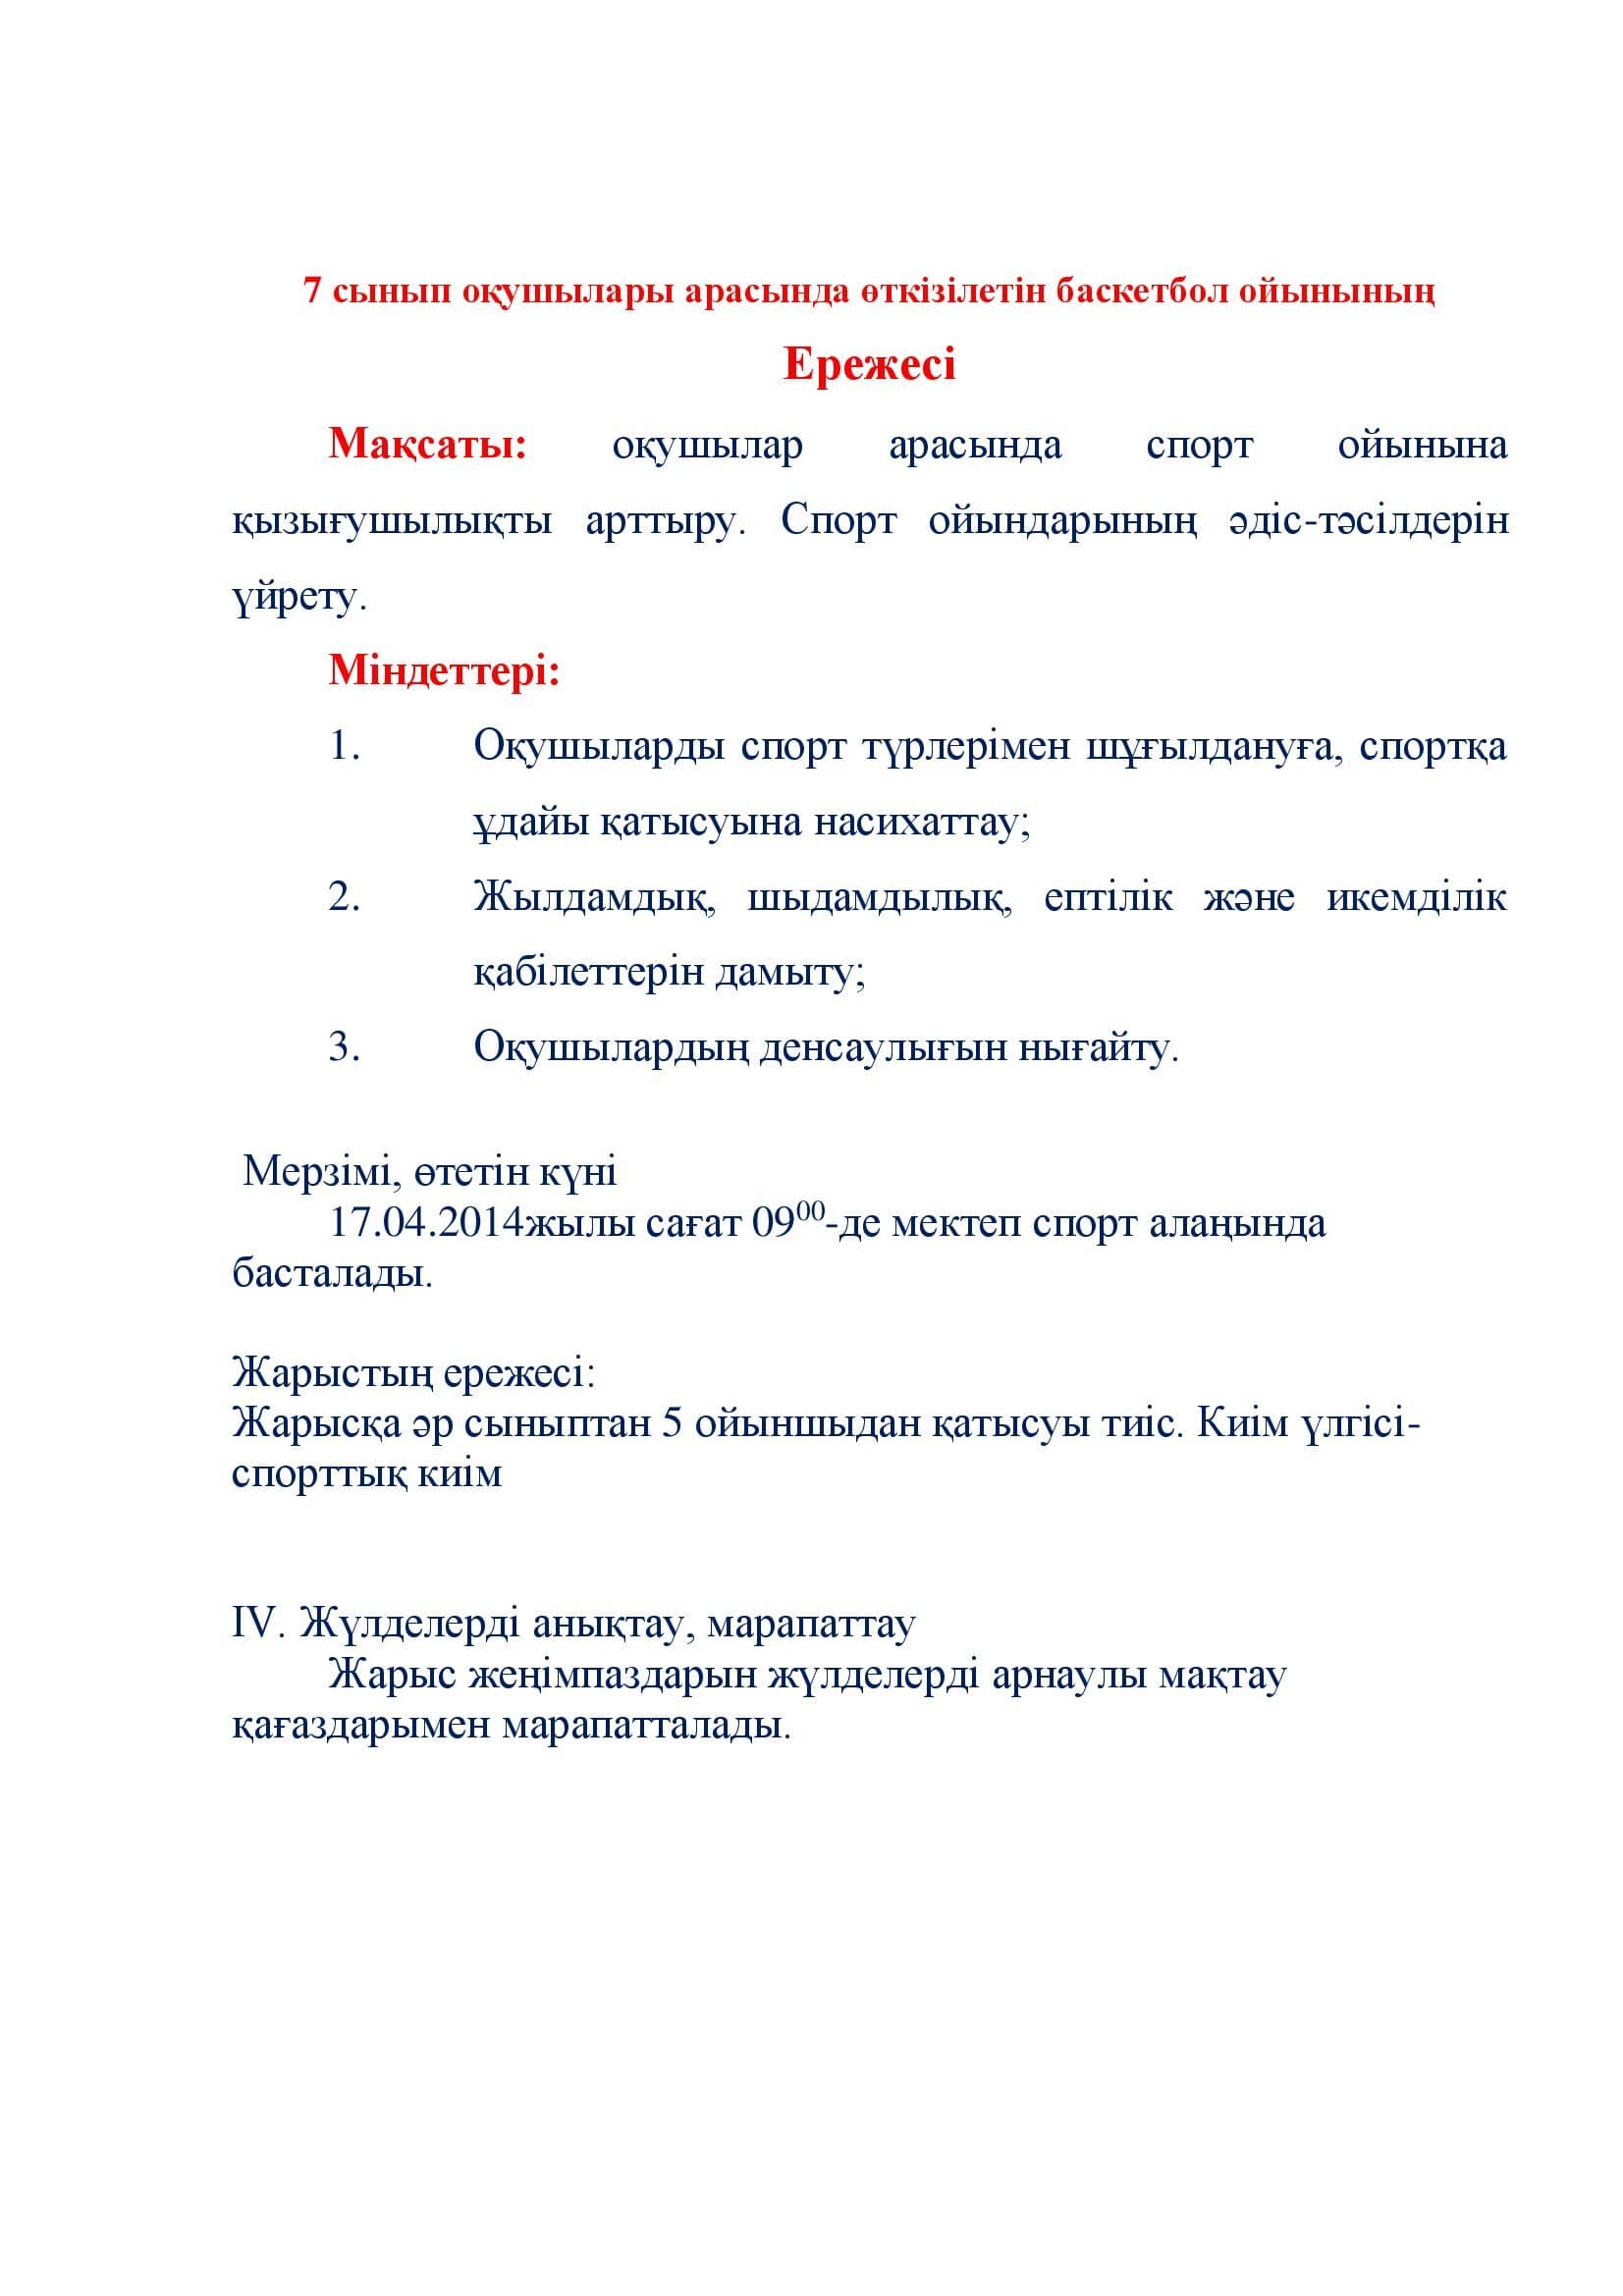 7 сынып оқушылары арасында өткізілетін баскетбол ойынының
Ережесі
Мақсаты: оқушылар арасында спорт ойынына
қызығушылықты арттыру. Спорт ойындарының әдіс-тәсілдерін
үйрету.
Міндеттері:
1. Оқушыларды спорт түрлерімен шұғылдануға, спортқа
ұдайы қатысуына насихаттау;
2. Жылдамдық, шыдамдылық, ептілік және икемділік
қабілеттерін дамыту;
3. Оқушылардың денсаулығын нығайту.
Мерзімі, өтетін күні
17.04.2014жылы сағат 09⁰⁰-де мектеп спорт алаңында
басталады.
Жарыстың ережесі:
Жарысқа әр сыныптан 5 ойыншыдан қатысуы тиіс. Киім үлгісі-
спорттық киім
IV. Жүлделерді анықтау, марапаттау
Жарыс жеңімпаздарын жүлделерді арнаулы мақтау
қағаздарымен марапатталады.